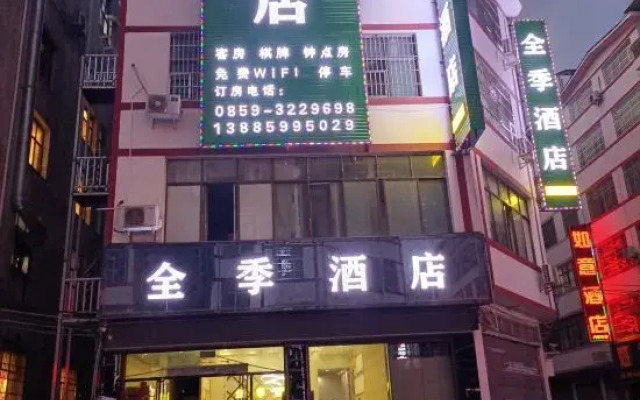 店
客房 棋牌 钟点房
免费WIFI 停车
订房电话:
0859-3229698
13885995029
店
全季酒店
全季酒店
如意酒店